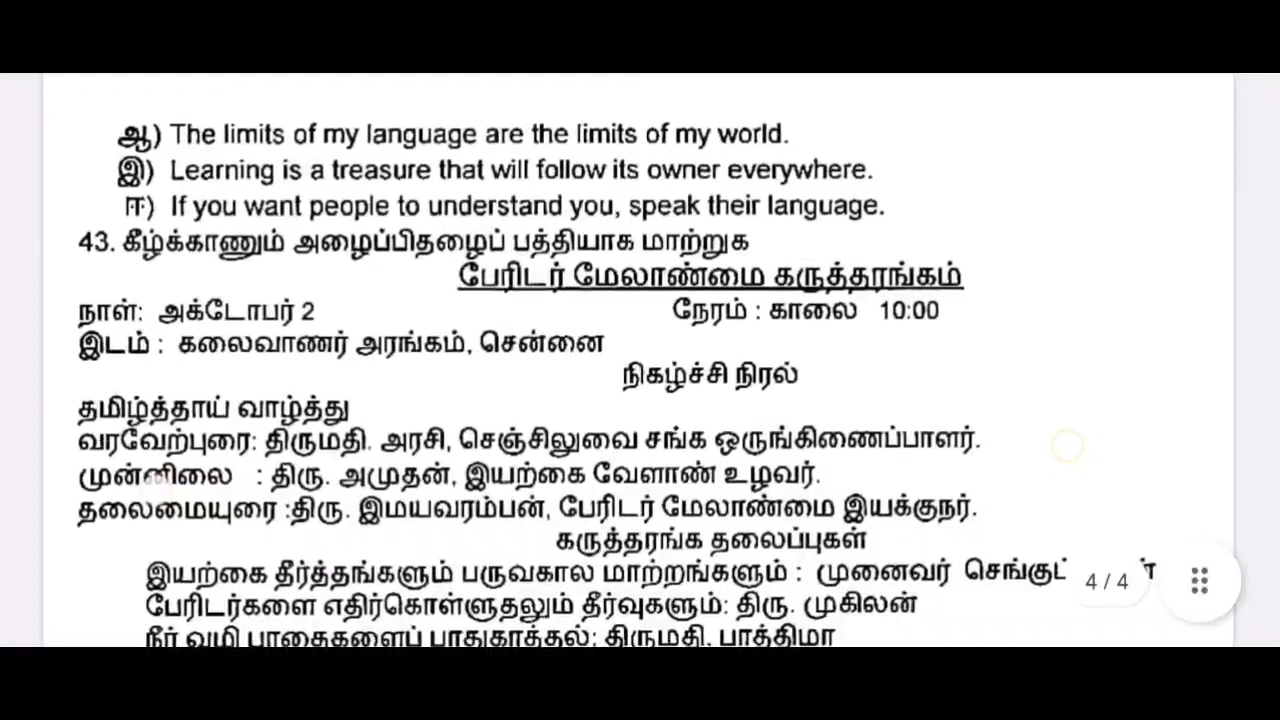 ஆ) The limits of my language are the limits of my world.
இ) Learning is a treasure that will follow its owner everywhere.
ஈ) If you want people to understand you, speak their language.
43. கீழ்க்காணும் அழைப்பிதழைப் பத்தியாக மாற்றுக
பேரிடர் மேலாண்மை கருத்தரங்கம்
நாள்: அக்டோபர் 2 நேரம் : காலை 10:00
இடம் : கலைவாணர் அரங்கம், சென்னை
நிகழ்ச்சி நிரல்
தமிழ்த்தாய் வாழ்த்து
வரவேற்புரை: திருமதி. அரசி, செஞ்சிலுவை சங்க ஒருங்கிணைப்பாளர்.
முன்னிலை : திரு. அமுதன், இயற்கை வேளாண் உழவர்.
தலைமையுரை :திரு. இமயவரம்பன், பேரிடர் மேலாண்மை இயக்குநர்.
கருத்தரங்க தலைப்புகள்
இயற்கை தீர்த்தங்களும் பருவகால மாற்றங்களும் : முனைவர்
4 / 4
பேரிடர்களை எதிர்கொள்ளுதலும் தீர்வுகளும்: திரு. முகிலன்
நீர் வழி பாதைகளைப் பாதுகாத்தல்: திருமதி. பாத்திமா